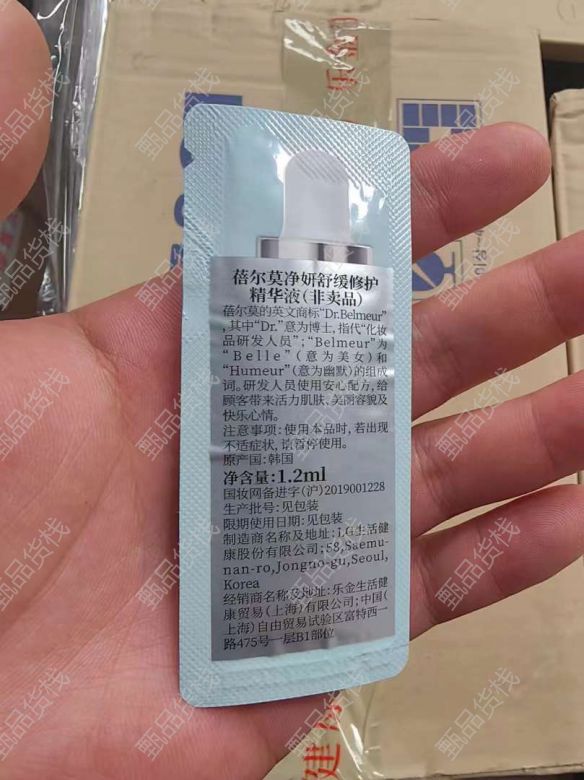 蓓尔莫净妍舒缓修护
精华液(非卖品)
蓓尔莫的英文商标"Dr.Belmeur"
,其中"Dr."意为博士,指代"化妆
品研发人员";"Belmeur"为
"Belle"(意为美女)和
"Humeur"(意为幽默)的组成
词。研发人员使用安心配方,给
顾客带来活力肌肤、美丽容貌及
快乐心情。
注意事项:使用本品时,若出现
不适症状,请暂停使用。
原产国:韩国
净含量:1.2ml
国妆网备进字(沪)2019001228
生产批号:见包装
限期使用日期:见包装
制造商名称及地址:LG生活健
康股份有限公司;58,Saemu-
nan-ro,Jongno-gu,Seoul,
Korea
经销商名称及地址:乐金生活健
康贸易(上海)有限公司;中国(
上海)自由贸易试验区富特西一
路475号一层B1部位
甄品货栈